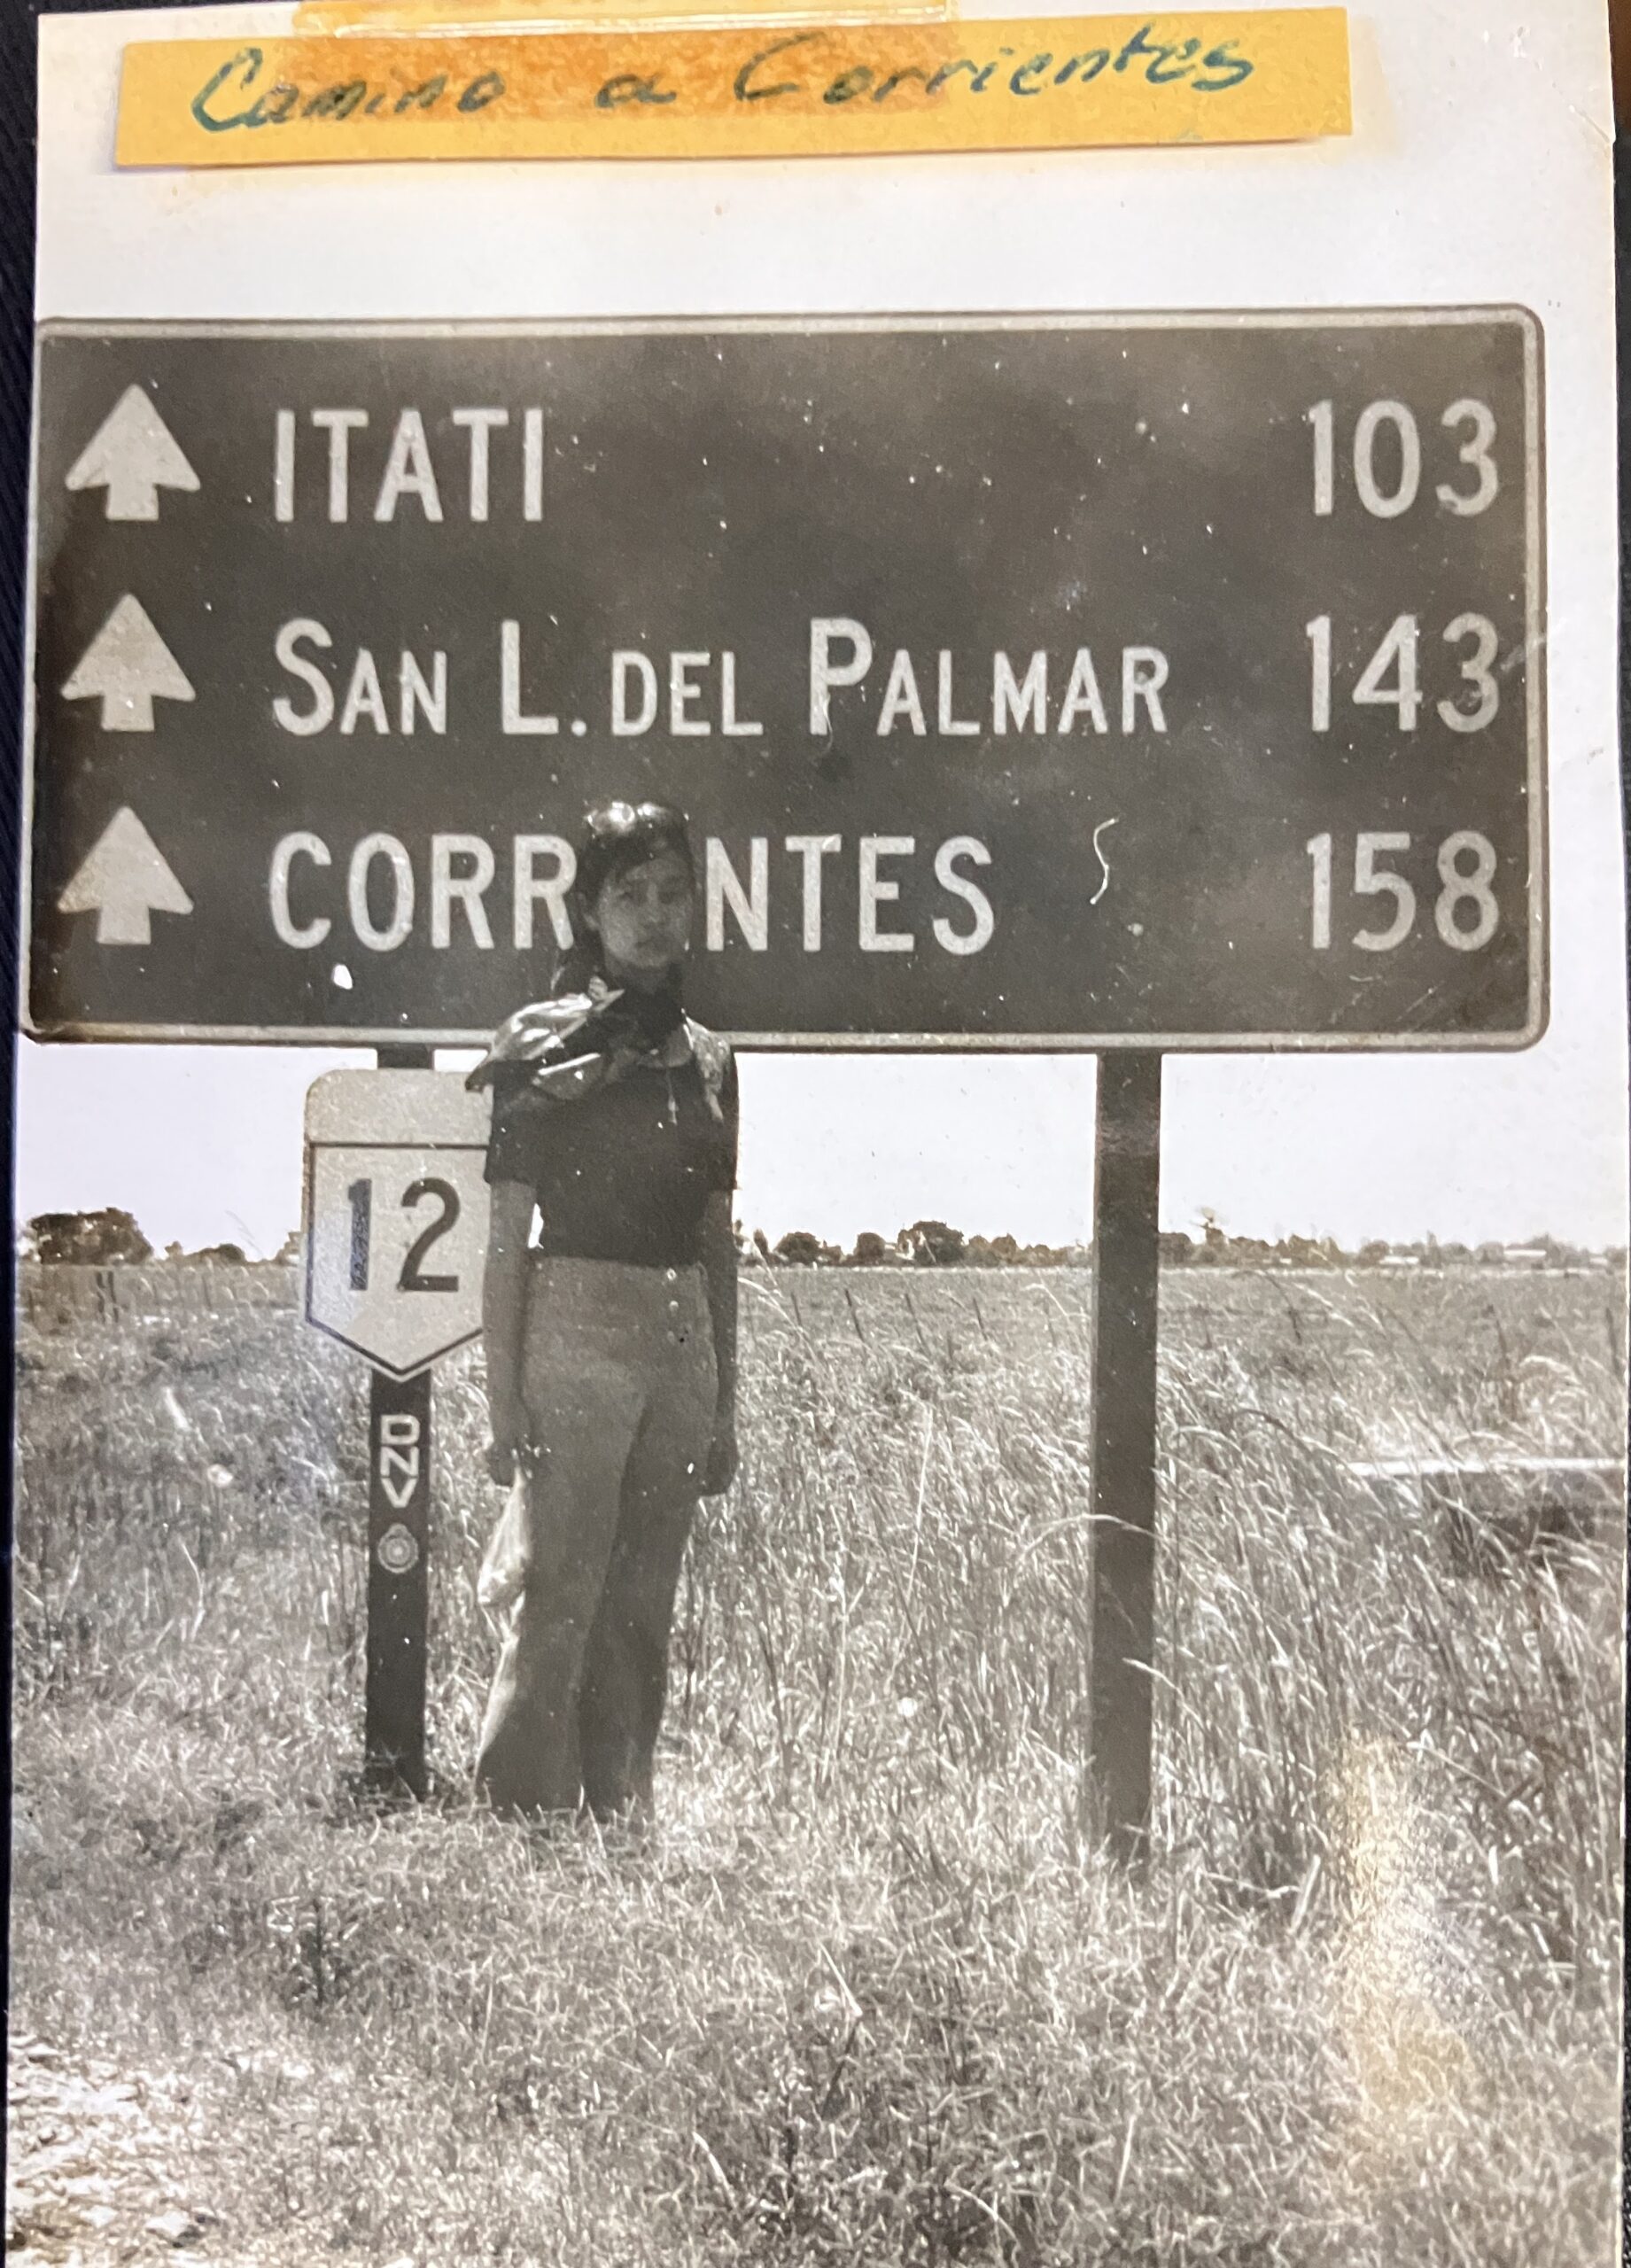 Camino a Corrientes
ITATI 103
SAN L. DEL PALMAR 143
CORR NTES 158
12
DNV